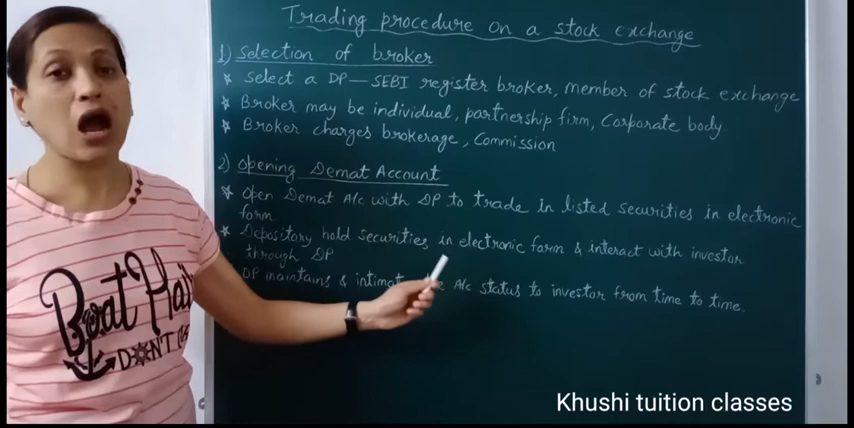 Trading procedure on a stock exchange
1) Selection of broker
* Select a DP — SEBI register broker, member of stock exchange
* Broker may be individual, partnership firm, Corporate body
* Broker charges brokerage, Commission
2) Opening Demat Account
* Open Demat A/c with DP to trade in listed securities in electronic
form
* Depository hold securities in electronic form & interact with investor
through DP
DP maintains & A/c status to investor from time to time.
Boat Hai
DON'T
Khushi tuition classes